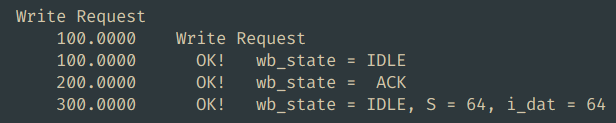 Write Request
100.0000 Write Request
100.0000 OK! wb_state = IDLE
200.0000 OK! wb_state = ACK
300.0000 OK! wb_state = IDLE, S = 64, i_dat = 64